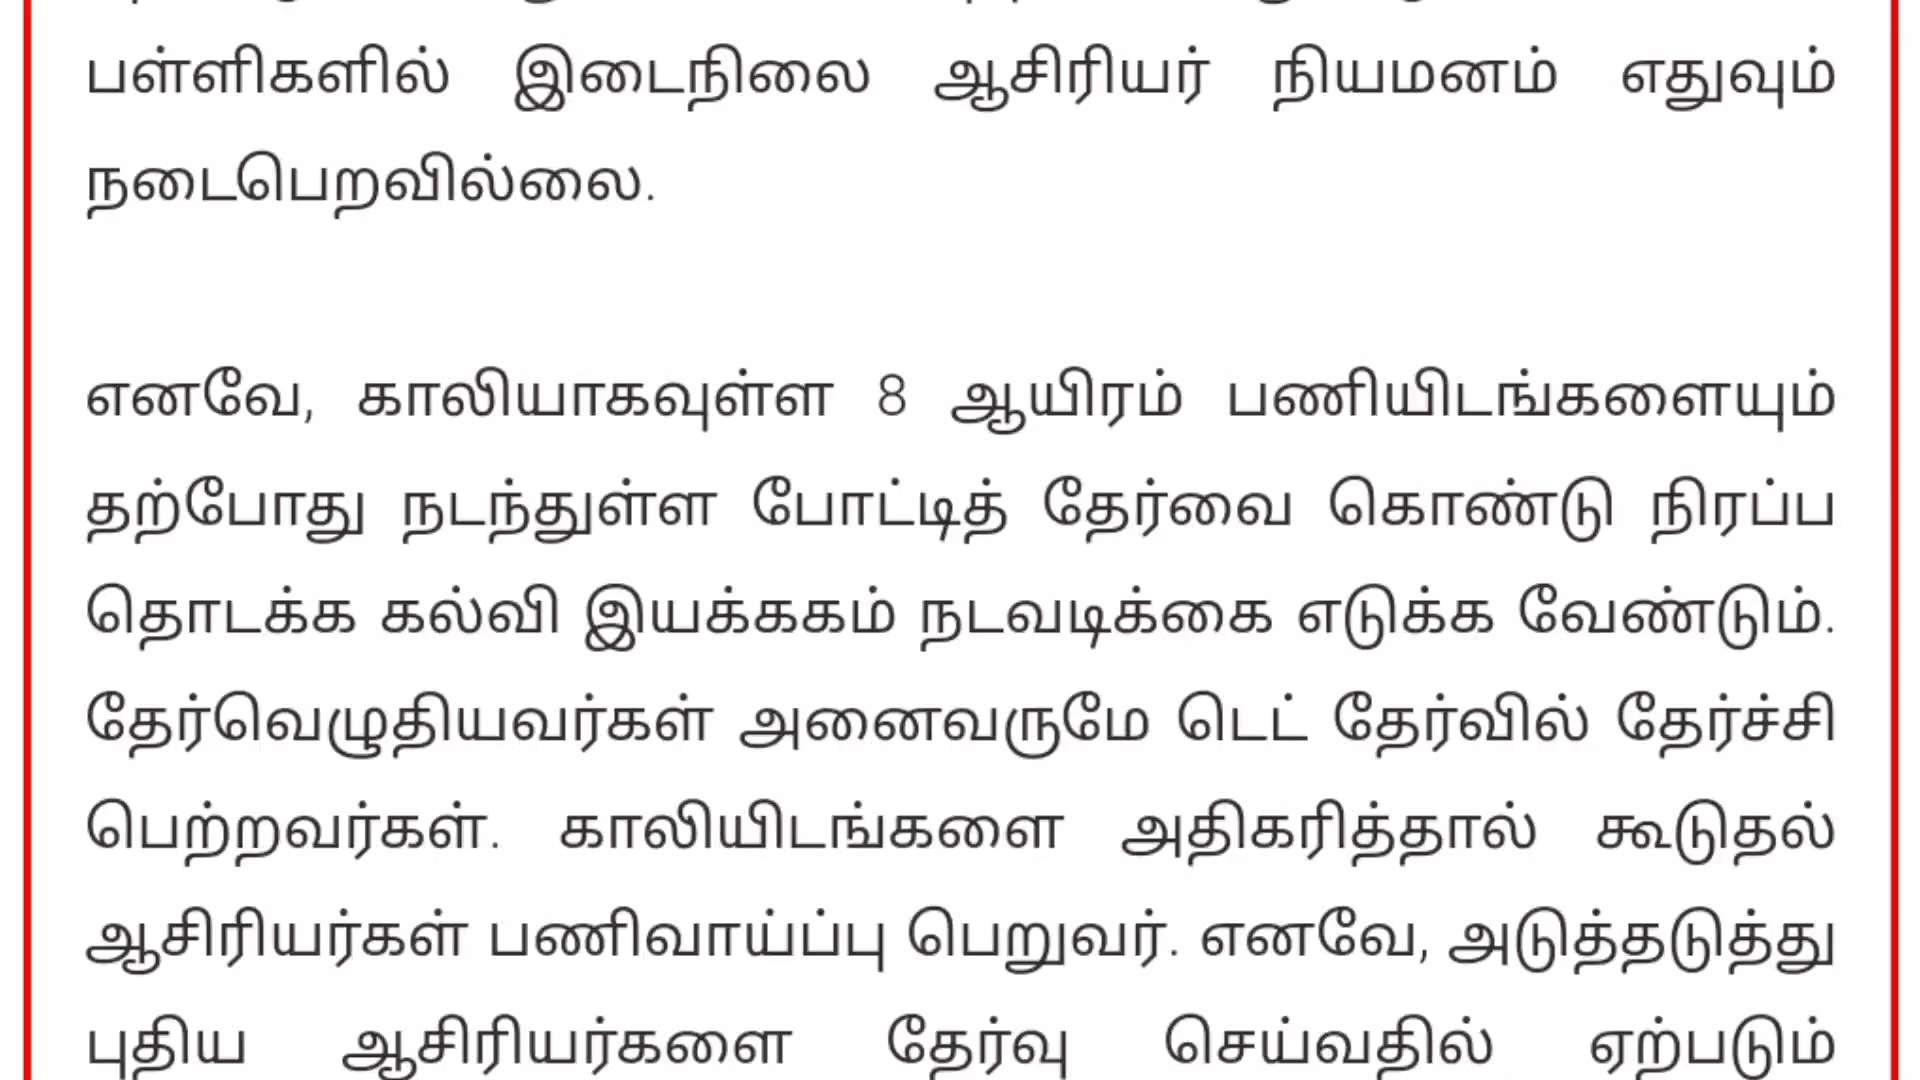 பள்ளிகளில் இடைநிலை ஆசிரியர் நியமனம் எதுவும்
நடைபெறவில்லை.
எனவே, காலியாகவுள்ள 8 ஆயிரம் பணியிடங்களையும்
தற்போது நடந்துள்ள போட்டித் தேர்வை கொண்டு நிரப்ப
தொடக்க கல்வி இயக்ககம் நடவடிக்கை எடுக்க வேண்டும்.
தேர்வெழுதியவர்கள் அனைவருமே டெட் தேர்வில் தேர்ச்சி
பெற்றவர்கள். காலியிடங்களை அதிகரித்தால் கூடுதல்
ஆசிரியர்கள் பணிவாய்ப்பு பெறுவர். எனவே, அடுத்தடுத்து
புதிய ஆசிரியர்களை தேர்வு செய்வதில் ஏற்படும்